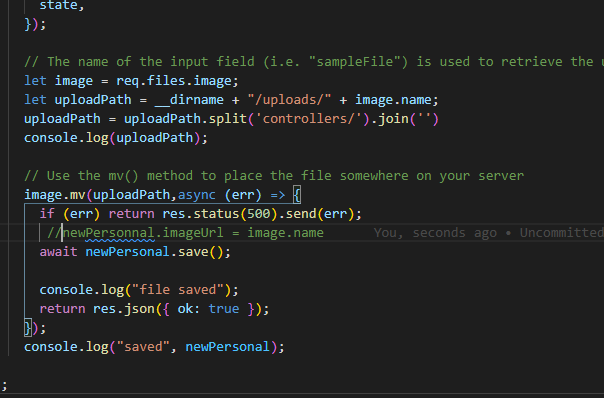 state,
});
// The name of the input field (i.e. "sampleFile") is used to retrieve the
let image = req.files.image;
let uploadPath = __dirname + "/uploads/" + image.name;
uploadPath = uploadPath.split('controllers/').join('')
console.log(uploadPath);
// Use the mv() method to place the file somewhere on your server
image.mv(uploadPath,async (err) => {
if (err) return res.status(500).send(err);
//newPersonnal.imageUrl = image.name You, seconds ago • Uncommitted
await newPersonal.save();
console.log("file saved");
return res.json({ ok: true });
});
console.log("saved", newPersonal);
;